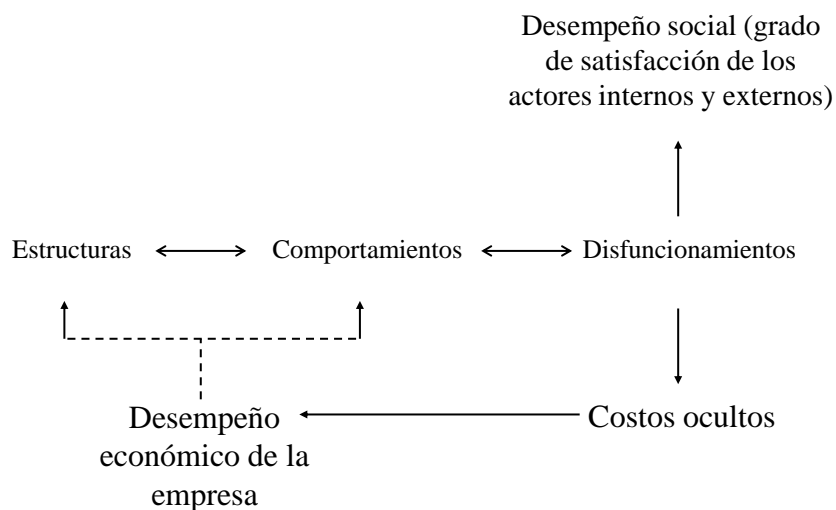 Desempeño social (grado
de satisfacción de los
actores internos y externos)
Estructuras
Comportamientos
Disfuncionamientos
Desempeño
económico de la
empresa
Costos ocultos